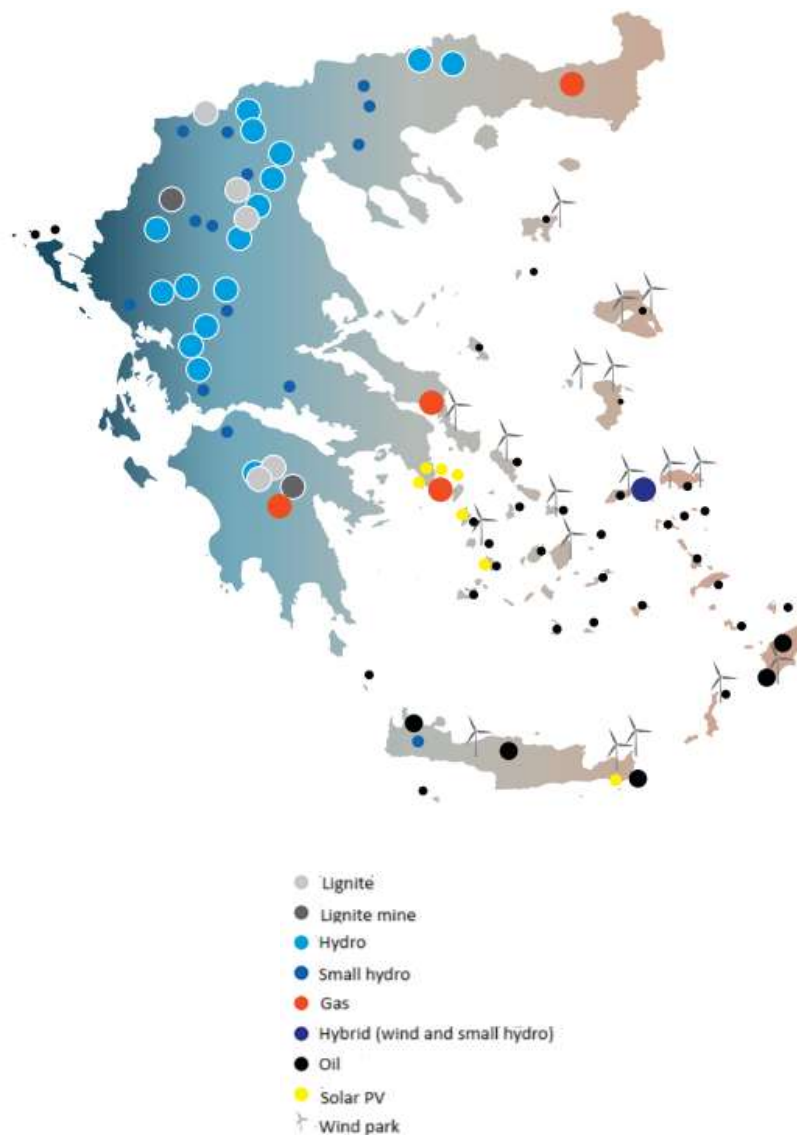 Lignite
Lignite mine
Hydro
Small hydro
Gas
Hybrid (wind and small hydro)
Oil
Solar PV
Wind park